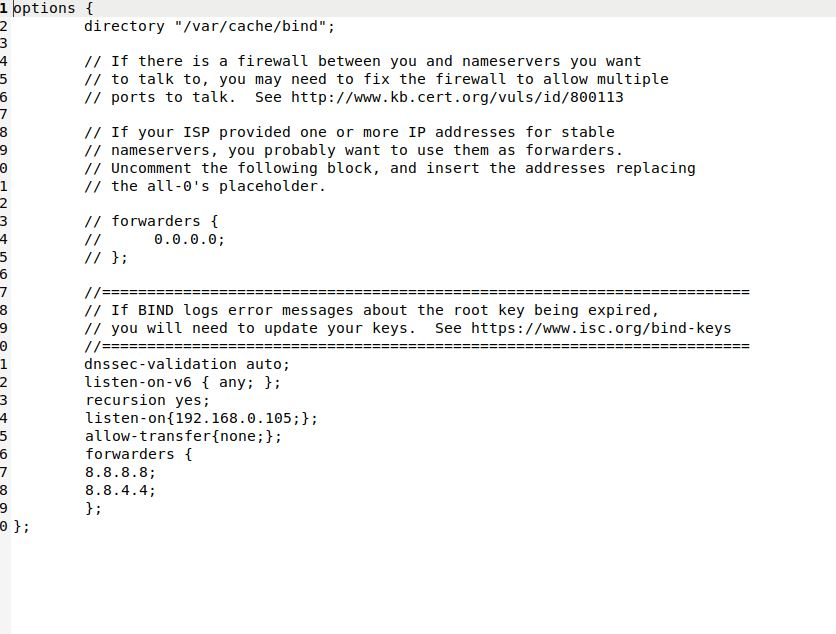 1 options {
2 directory "/var/cache/bind";
3
4 // If there is a firewall between you and nameservers you want
5 // to talk to, you may need to fix the firewall to allow multiple
6 // ports to talk.  See http://www.kb.cert.org/vuls/id/800113
7
8 // If your ISP provided one or more IP addresses for stable
9 // nameservers, you probably want to use them as forwarders.
0 // Uncomment the following block, and insert the addresses replacing
1 // the all-0's placeholder.
2
3 // forwarders {
4 //      0.0.0.0;
5 // };
6
7 //========================================================================
8 // If BIND logs error messages about the root key being expired,
9 // you will need to update your keys.  See https://www.isc.org/bind-keys
0 //========================================================================
1 dnssec-validation auto;
2 listen-on-v6 { any; };
3 recursion yes;
4 listen-on{192.168.0.105;};
5 allow-transfer{none;};
6 forwarders {
7 8.8.8.8;
8 8.8.4.4;
9 };
0 };